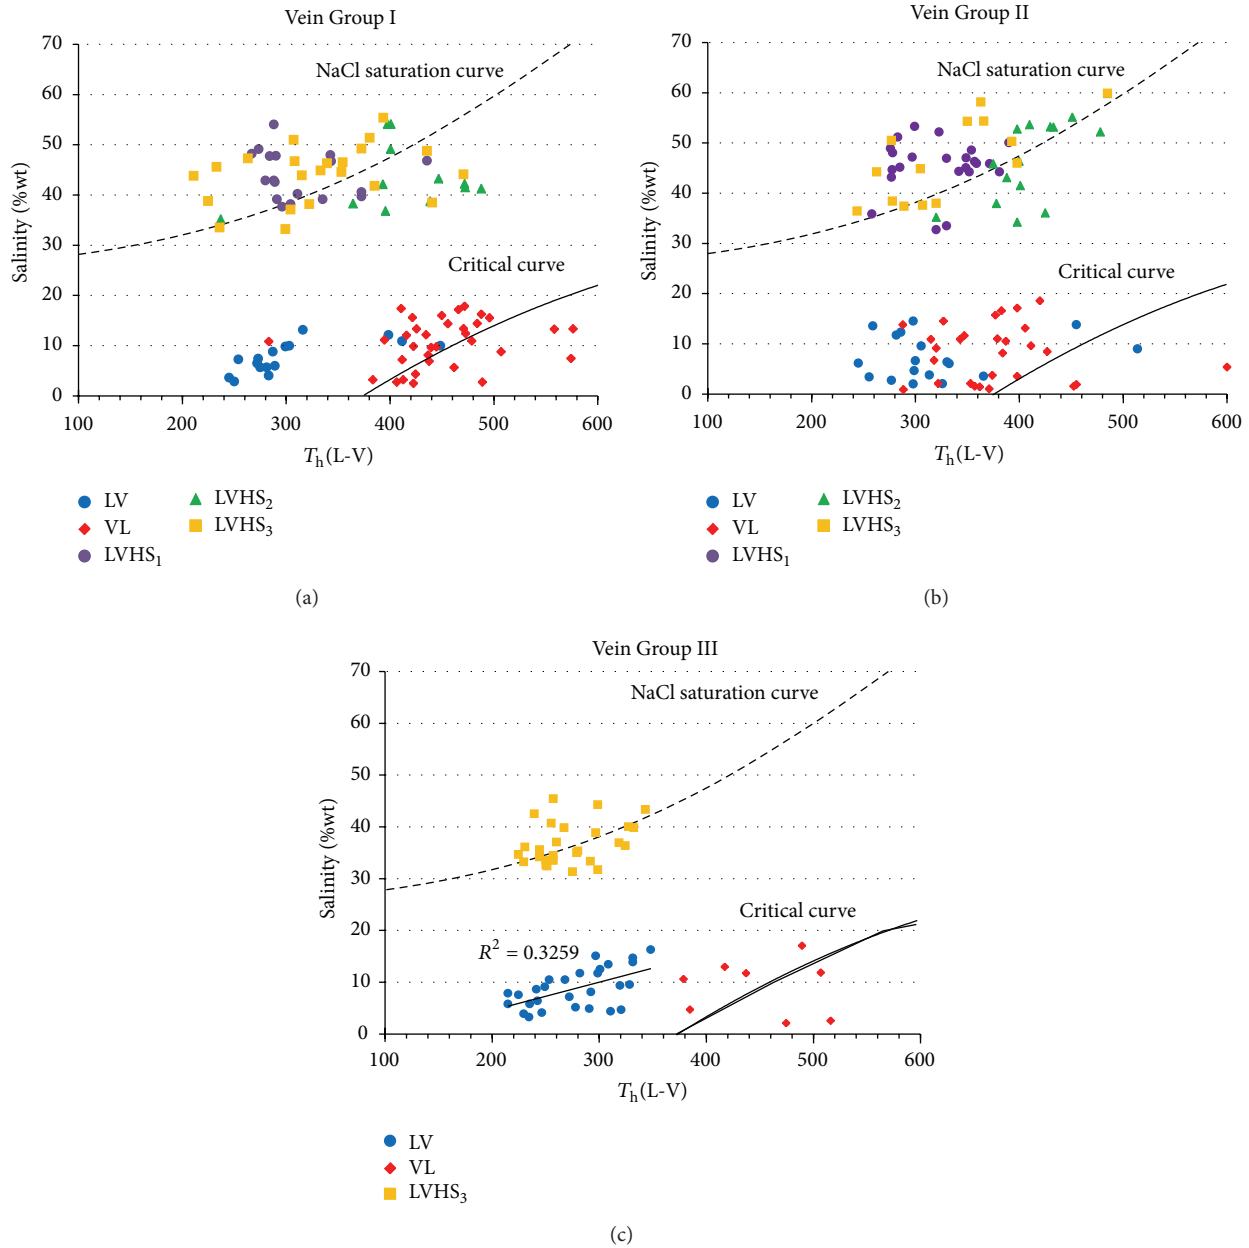 Vein Group I
70
60
50
40
30
20
10
0
Salinity (%wt)
NaCl saturation curve
Critical curve
100 200 300 400 500 600
T_h(L-V)
LV
VL
LVHS₁
LVHS₂
LVHS₃
(a)
Vein Group II
70
60
50
40
30
20
10
0
Salinity (%wt)
NaCl saturation curve
Critical curve
100 200 300 400 500 600
T_h(L-V)
LV
VL
LVHS₁
LVHS₂
LVHS₃
(b)
Vein Group III
70
60
50
40
30
20
10
0
Salinity (%wt)
NaCl saturation curve
Critical curve
R² = 0.3259
100 200 300 400 500 600
T_h(L-V)
LV
VL
LVHS₃
(c)